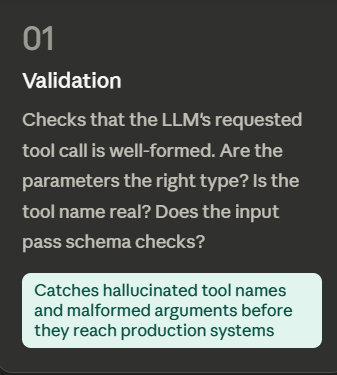 01
Validation
Checks that the LLM's requested
tool call is well-formed. Are the
parameters the right type? Is the
tool name real? Does the input
pass schema checks?
Catches hallucinated tool names
and malformed arguments before
they reach production systems